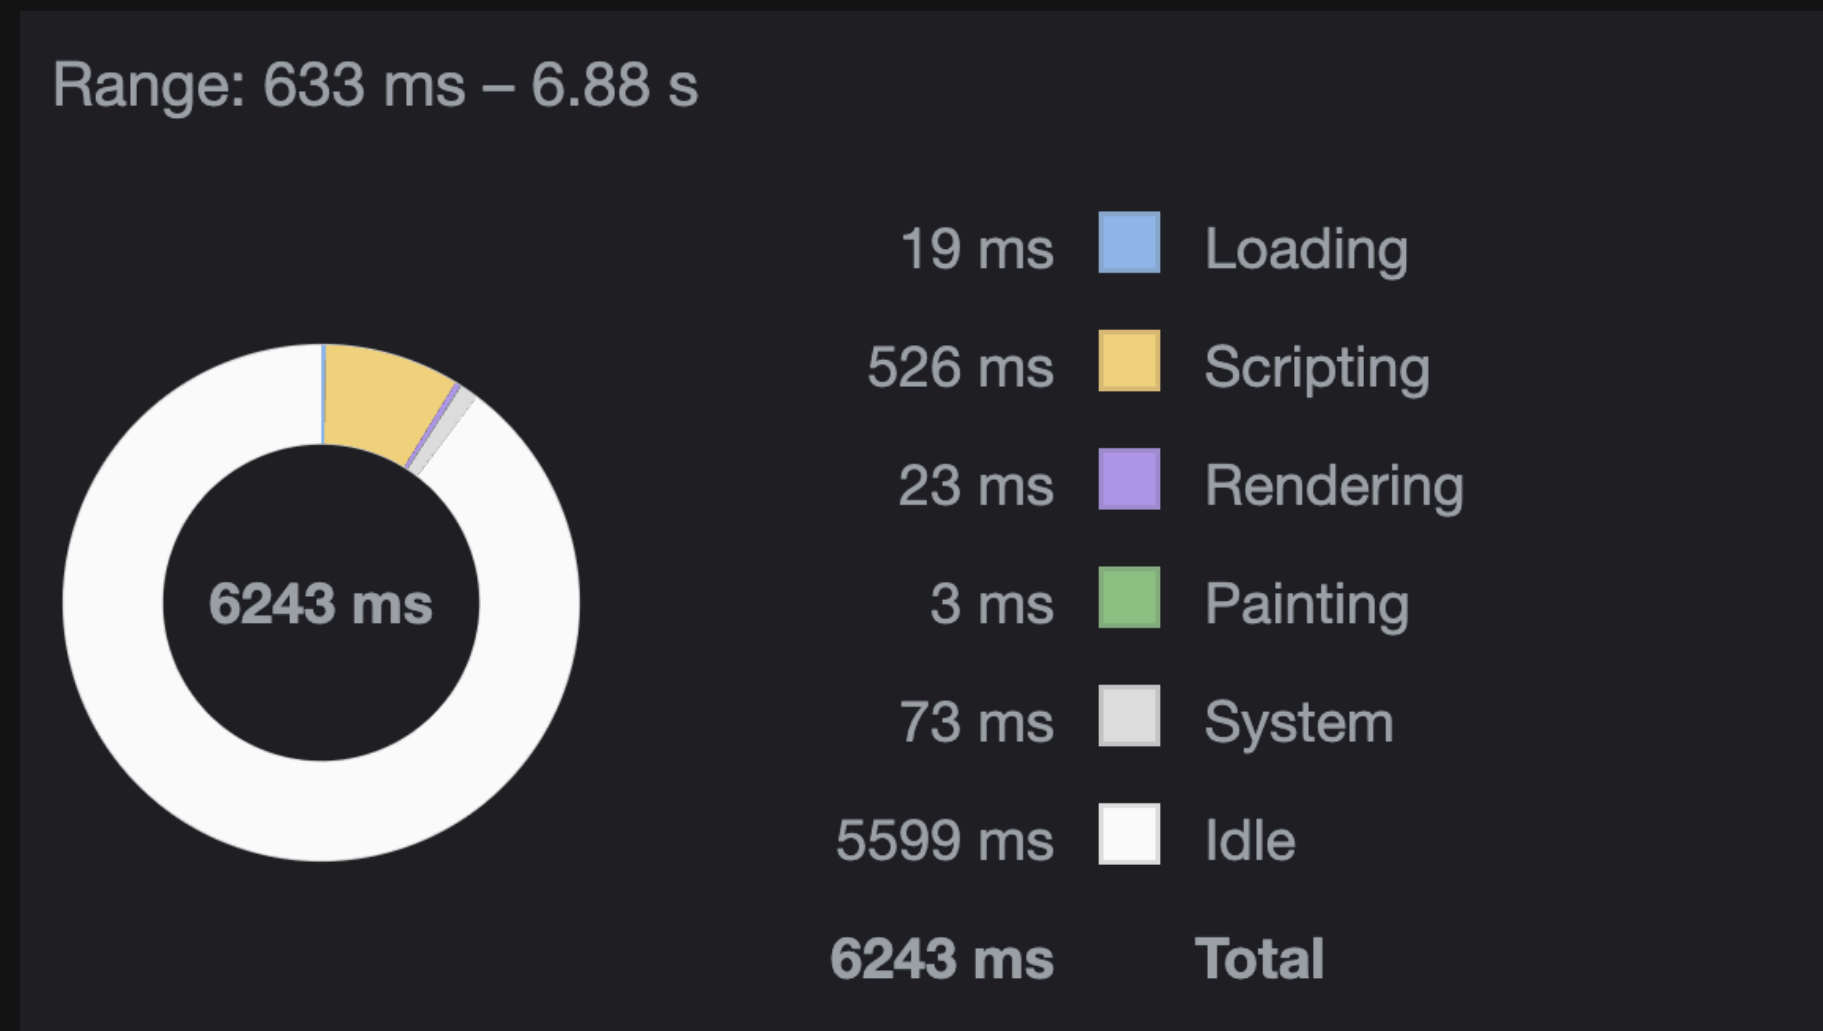 Range: 633 ms – 6.88 s
19 ms Loading
526 ms Scripting
23 ms Rendering
6243 ms
3 ms Painting
73 ms System
5599 ms Idle
6243 ms Total